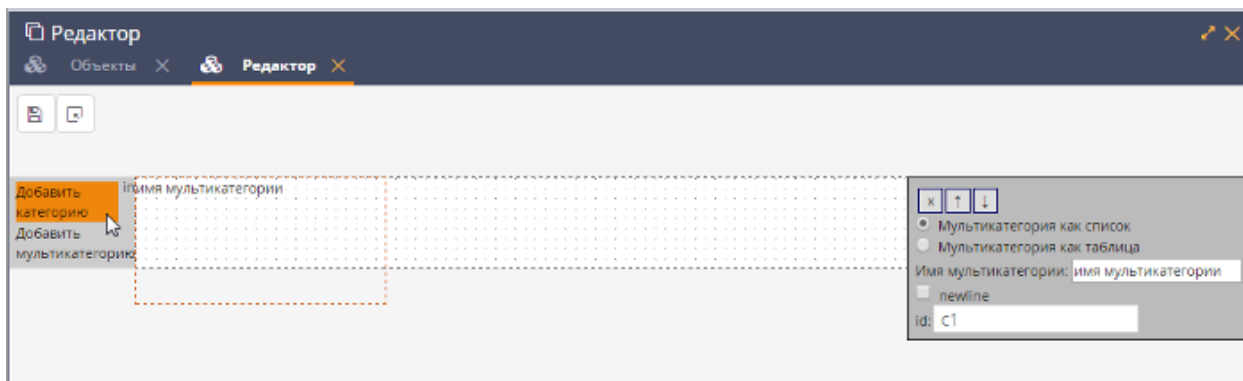 Редактор
Объекты
Редактор
Добавить
категорию
Добавить
мультикатегорию
имя мультикатегории
x ↑ ↓
Мультикатегория как список
Мультикатегория как таблица
Имя мультикатегории: имя мультикатегории
newline
id: c1